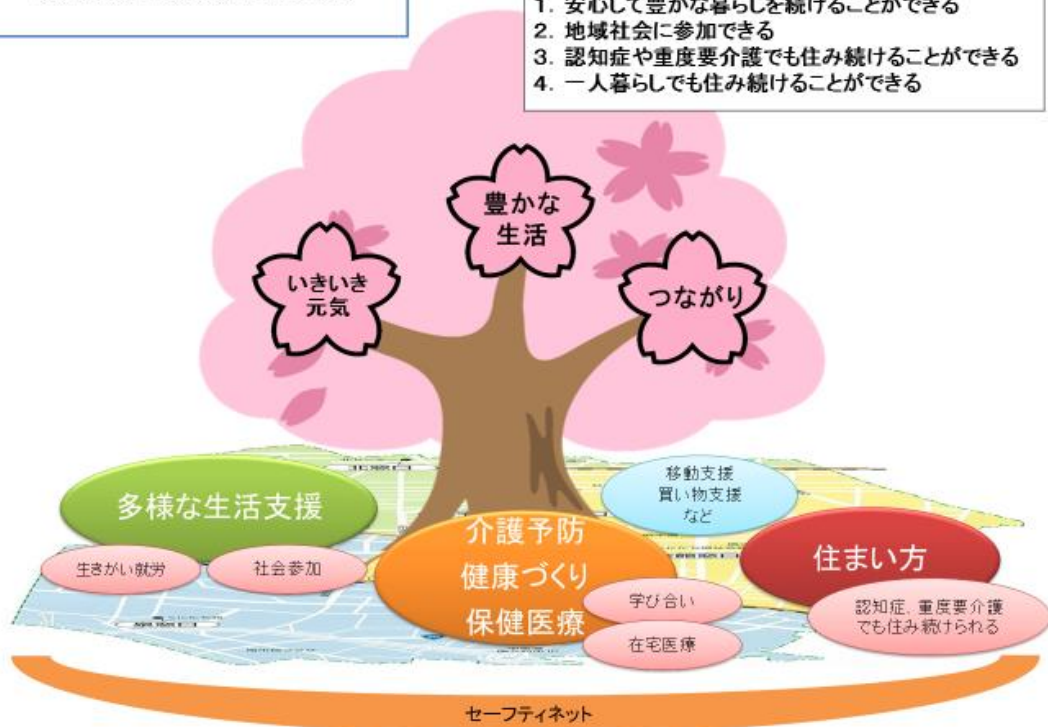 1. 安心して豊かな暮らしを続けることができる
2. 地域社会に参加できる
3. 認知症や重度要介護でも住み続けることができる
4. 一人暮らしでも住み続けることができる
豊かな
生活
いきいき
元気
つながり
移動支援
買い物支援
など
多様な生活支援
生きがい就労
社会参加
介護予防
健康づくり
保健医療
学び合い
在宅医療
住まい方
認知症、重度要介護
でも住み続けられる
セーフティネット